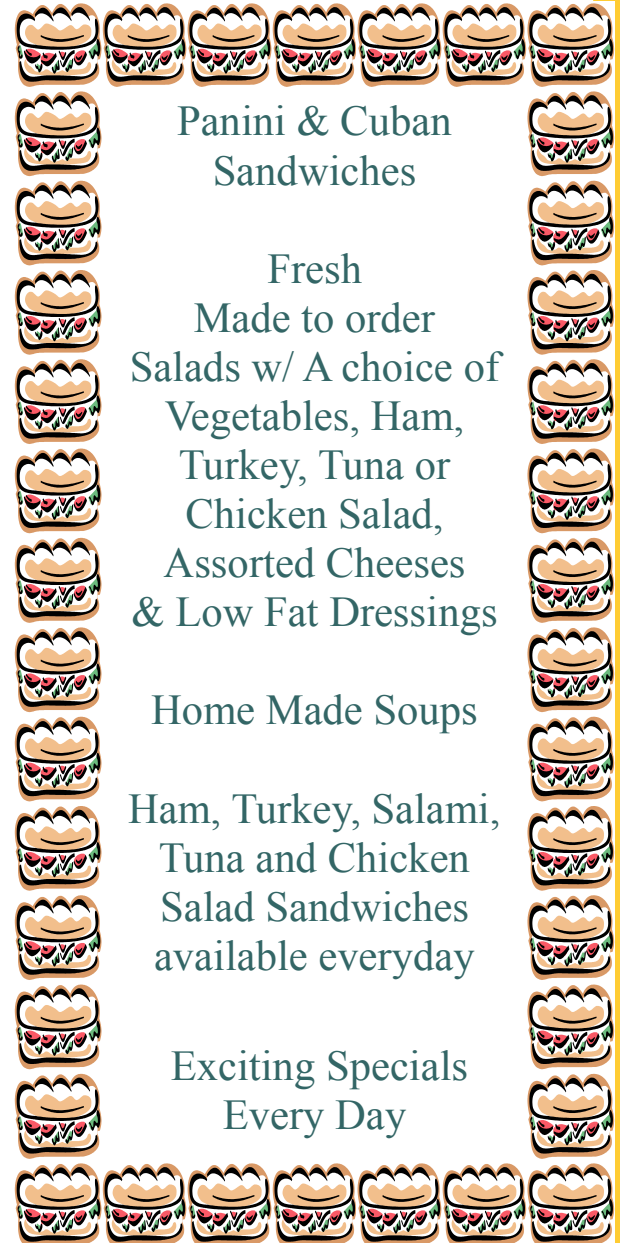 Panini & Cuban
Sandwiches
Fresh
Made to order
Salads w/ A choice of
Vegetables, Ham,
Turkey, Tuna or
Chicken Salad,
Assorted Cheeses
& Low Fat Dressings
Home Made Soups
Ham, Turkey, Salami,
Tuna and Chicken
Salad Sandwiches
available everyday
Exciting Specials
Every Day